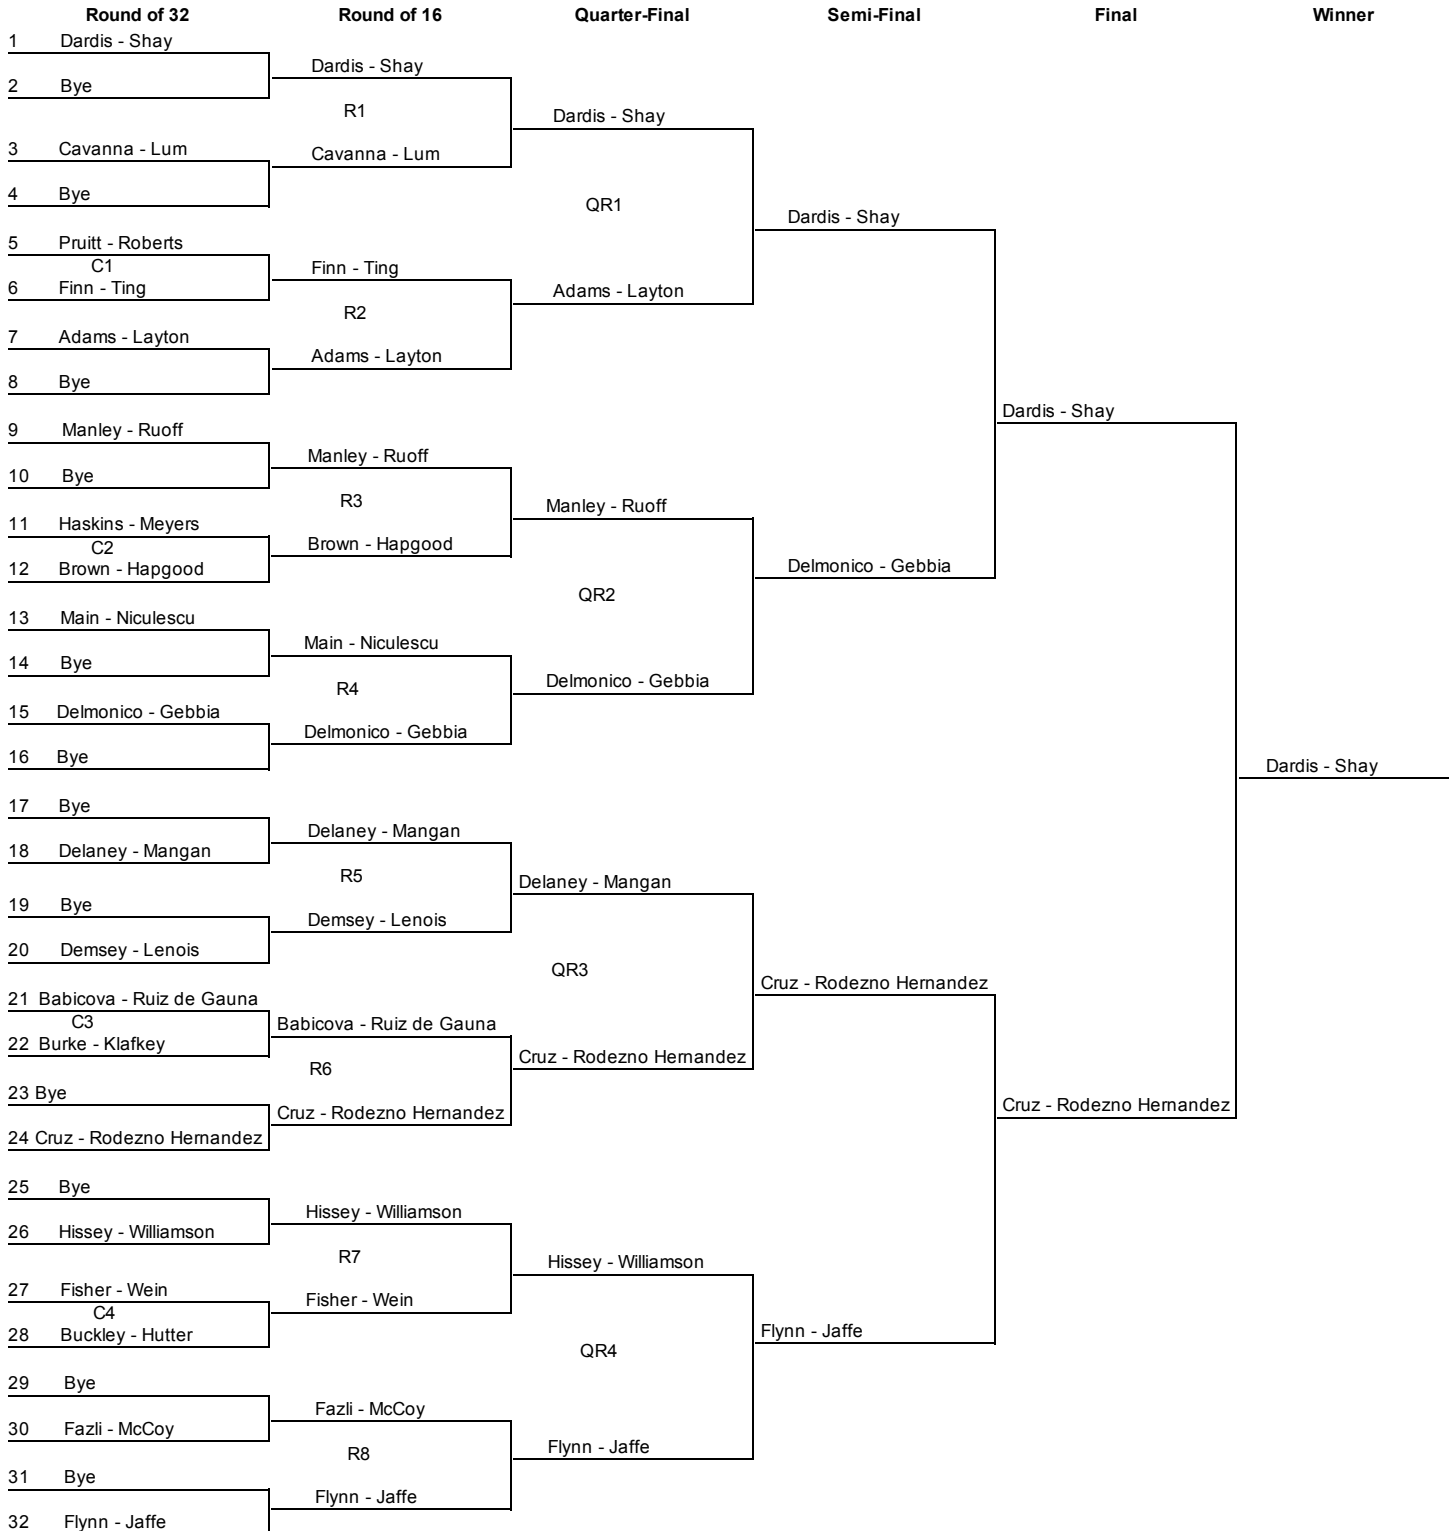 Round of 32 Round of 16 Quarter-Final Semi-Final Final Winner
1 Dardis - Shay
Dardis - Shay
2 Bye
R1
Dardis - Shay
3 Cavanna - Lum
Cavanna - Lum
4 Bye
QR1
Dardis - Shay
5 Pruitt - Roberts
C1
Finn - Ting
6 Finn - Ting
Adams - Layton
R2
7 Adams - Layton
Adams - Layton
8 Bye
Dardis - Shay
9 Manley - Ruoff
Manley - Ruoff
10 Bye
R3
Manley - Ruoff
11 Haskins - Meyers
C2
Brown - Hapgood
12 Brown - Hapgood
Delmonico - Gebbia
QR2
13 Main - Niculescu
Main - Niculescu
14 Bye
Delmonico - Gebbia
R4
15 Delmonico - Gebbia
Delmonico - Gebbia
16 Bye
Dardis - Shay
17 Bye
Delaney - Mangan
18 Delaney - Mangan
R5
Delaney - Mangan
19 Bye
Demsey - Lenois
20 Demsey - Lenois
QR3
Cruz - Rodezno Hernandez
21 Babicova - Ruiz de Gauna
C3
Babicova - Ruiz de Gauna
22 Burke - Klafkey
Cruz - Rodezno Hernandez
R6
23 Bye
Cruz - Rodezno Hernandez
Cruz - Rodezno Hernandez
24 Cruz - Rodezno Hernandez
25 Bye
Hissey - Williamson
26 Hissey - Williamson
R7
Hissey - Williamson
27 Fisher - Wein
Fisher - Wein
C4
28 Buckley - Hutter
Flynn - Jaffe
QR4
29 Bye
Fazli - McCoy
30 Fazli - McCoy
Flynn - Jaffe
R8
31 Bye
Flynn - Jaffe
32 Flynn - Jaffe